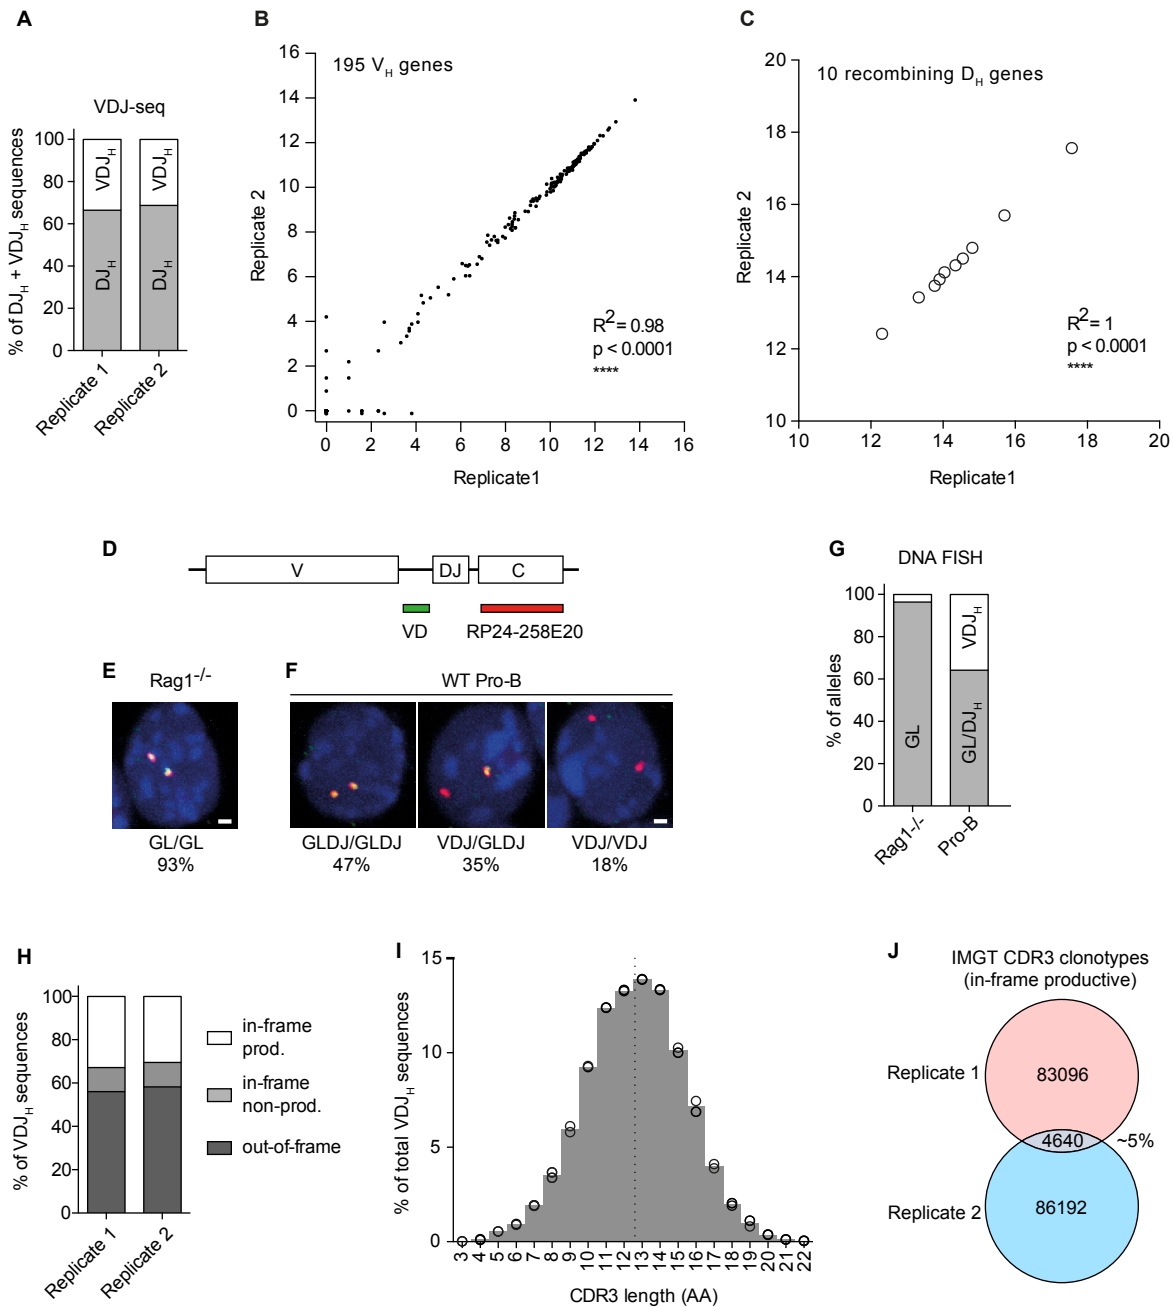 A
VDJ-seq
% of DJH + VDJH sequences
100
80
60
40
20
0
VDJH
VDJH
DJH
DJH
Replicate 1
Replicate 2
B
195 VH genes
Replicate 2
16
14
12
10
8
6
4
2
0
R2 = 0.98
p < 0.0001
****
0 2 4 6 8 10 12 14 16
Replicate1
C
10 recombining DH genes
Replicate 2
20
18
16
14
12
10
R2 = 1
p < 0.0001
****
10 12 14 16 18 20
Replicate1
D
V DJ C
VD RP24-258E20
E
Rag1-/-
GL/GL
93%
F
WT Pro-B
GLDJ/GLDJ VDJ/GLDJ VDJ/VDJ
47% 35% 18%
G
DNA FISH
% of alleles
100
80
60
40
20
0
GL
VDJH
GL/DJH
Rag1-/-
Pro-B
H
% of VDJH sequences
100
80
60
40
20
0
Replicate 1
Replicate 2
in-frame
prod.
in-frame
non-prod.
out-of-frame
I
% of total VDJH sequences
15
10
5
0
3 4 5 6 7 8 9 10 11 12 13 14 15 16 17 18 19 20 21 22
CDR3 length (AA)
J
IMGT CDR3 clonotypes
(in-frame productive)
Replicate 1
83096
4640
~5%
Replicate 2
86192